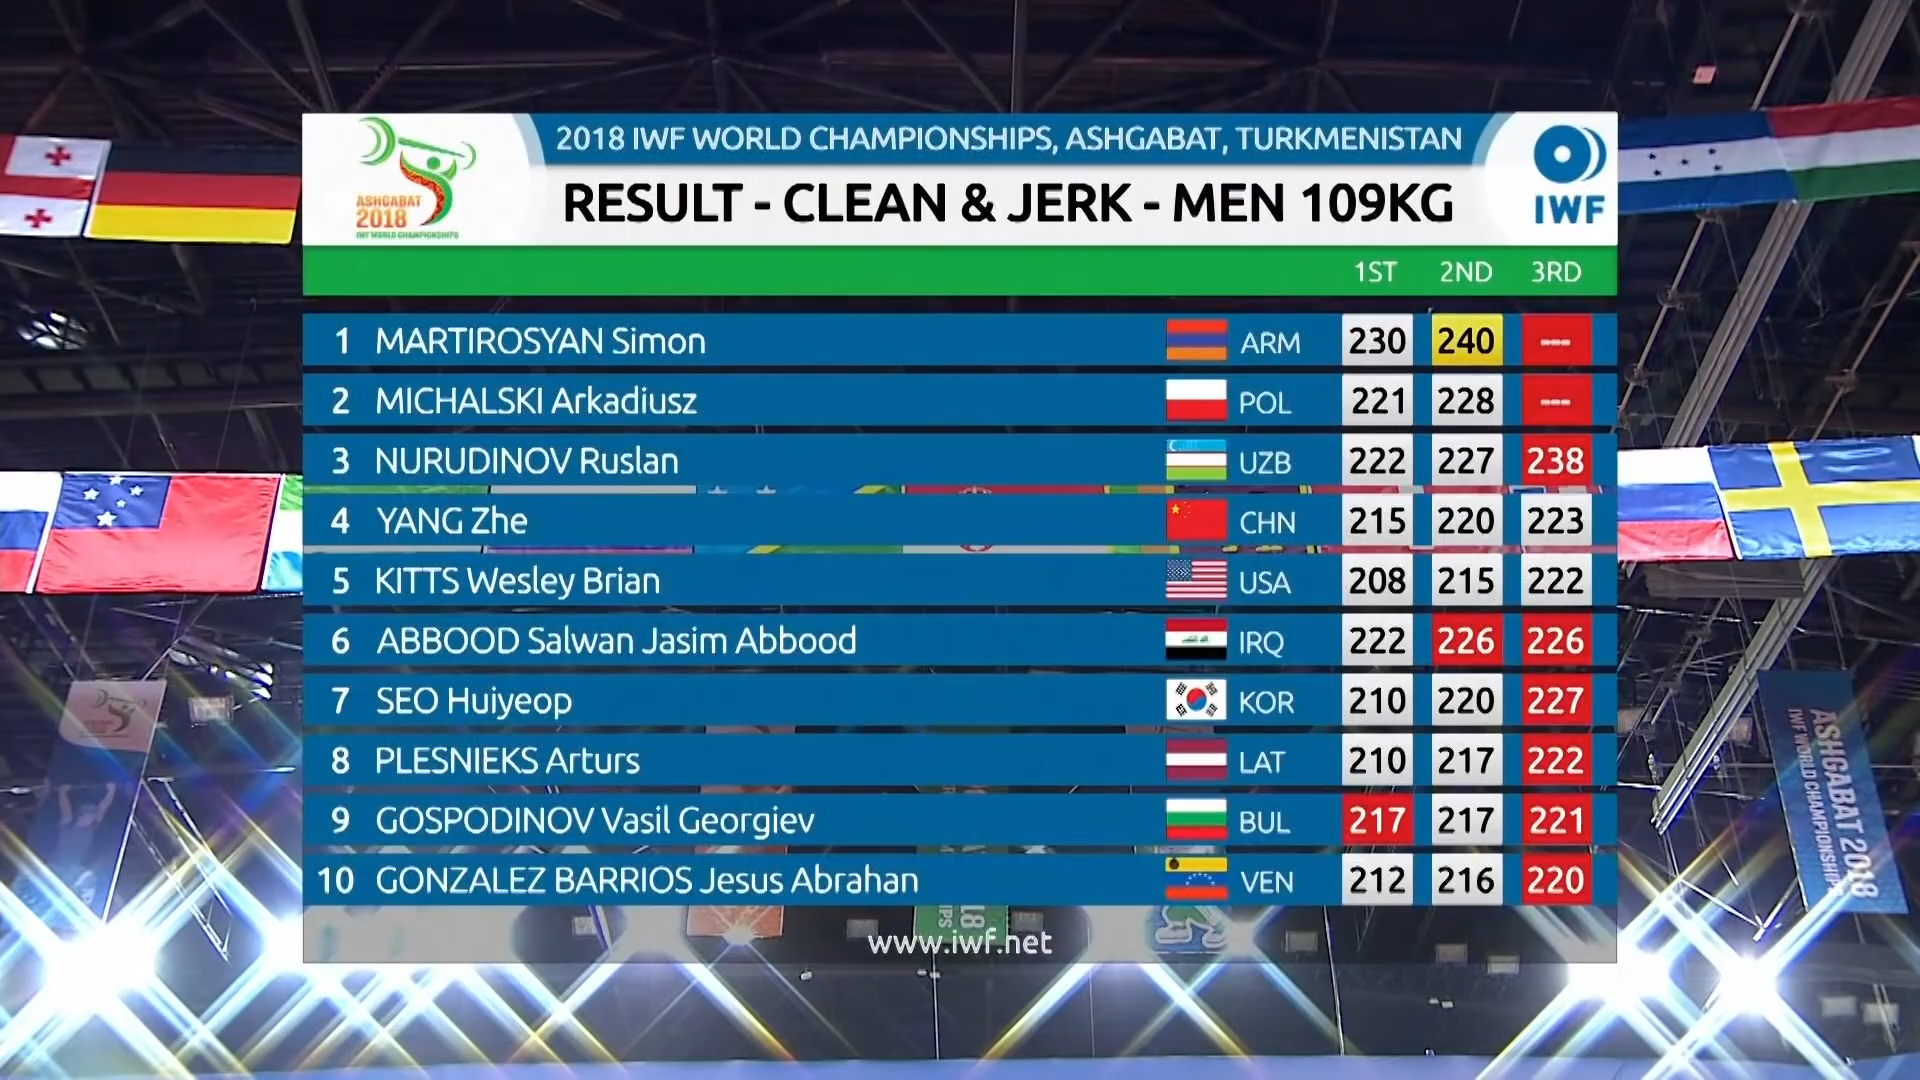 2018 IWF WORLD CHAMPIONSHIPS, ASHGABAT, TURKMENISTAN
RESULT - CLEAN & JERK - MEN 109KG
ASHGABAT
2018
IWF WORLD CHAMPIONSHIPS
IWF
1ST 2ND 3RD
1 MARTIROSYAN Simon ARM 230 240 ---
2 MICHALSKI Arkadiusz POL 221 228 ---
3 NURUDINOV Ruslan UZB 222 227 238
4 YANG Zhe CHN 215 220 223
5 KITTS Wesley Brian USA 208 215 222
6 ABBOOD Salwan Jasim Abbood IRQ 222 226 226
7 SEO Huiyeop KOR 210 220 227
8 PLESNIEKS Arturs LAT 210 217 222
9 GOSPODINOV Vasil Georgiev BUL 217 217 221
10 GONZALEZ BARRIOS Jesus Abrahan VEN 212 216 220
www.iwf.net
ASHGABAT 2018
IWF WORLD CHAMPIONSHIPS